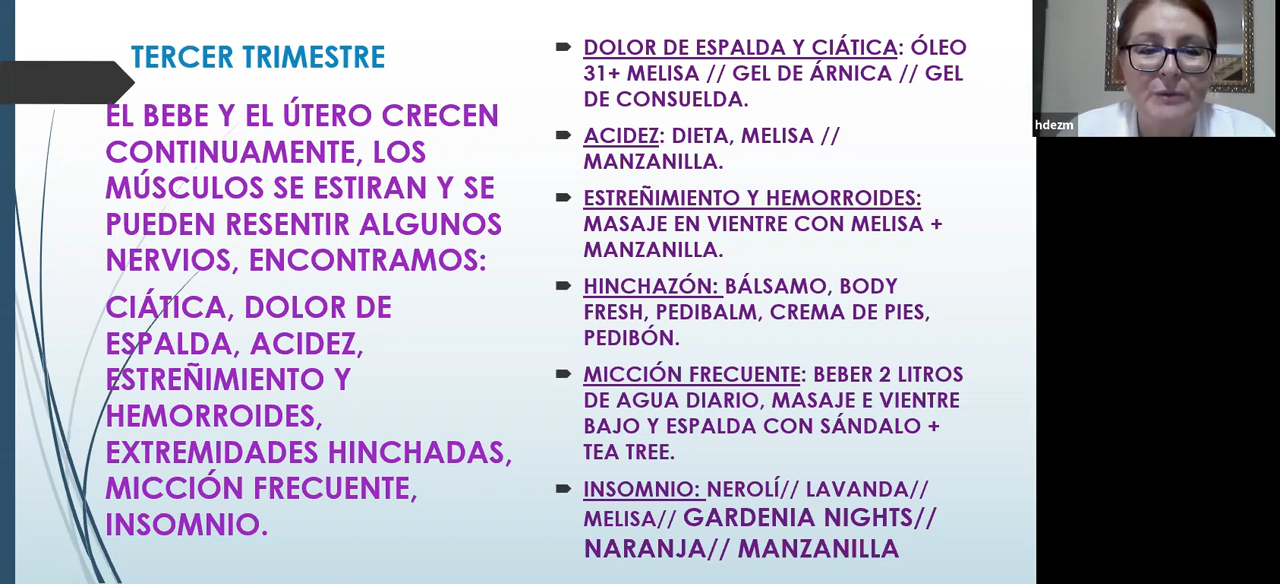 TERCER TRIMESTRE
EL BEBE Y EL ÚTERO CRECEN
CONTINUAMENTE, LOS
MÚSCULOS SE ESTIRAN Y SE
PUEDEN RESENTIR ALGUNOS
NERVIOS, ENCONTRAMOS:
CIÁTICA, DOLOR DE
ESPALDA, ACIDEZ,
ESTREÑIMIENTO Y
HEMORROIDES,
EXTREMIDADES HINCHADAS,
MICCIÓN FRECUENTE,
INSOMNIO.
DOLOR DE ESPALDA Y CIÁTICA: ÓLEO
31+ MELISA // GEL DE ÁRNICA // GEL
DE CONSUELDA.
ACIDEZ: DIETA, MELISA //
MANZANILLA.
ESTREÑIMIENTO Y HEMORROIDES:
MASAJE EN VIENTRE CON MELISA +
MANZANILLA.
HINCHAZÓN: BÁLSAMO, BODY
FRESH, PEDIBALM, CREMA DE PIES,
PEDIBÓN.
MICCIÓN FRECUENTE: BEBER 2 LITROS
DE AGUA DIARIO, MASAJE E VIENTRE
BAJO Y ESPALDA CON SÁNDALO +
TEA TREE.
INSOMNIO: NEROLÍ// LAVANDA//
MELISA// GARDENIA NIGHTS//
NARANJA// MANZANILLA
hdezm